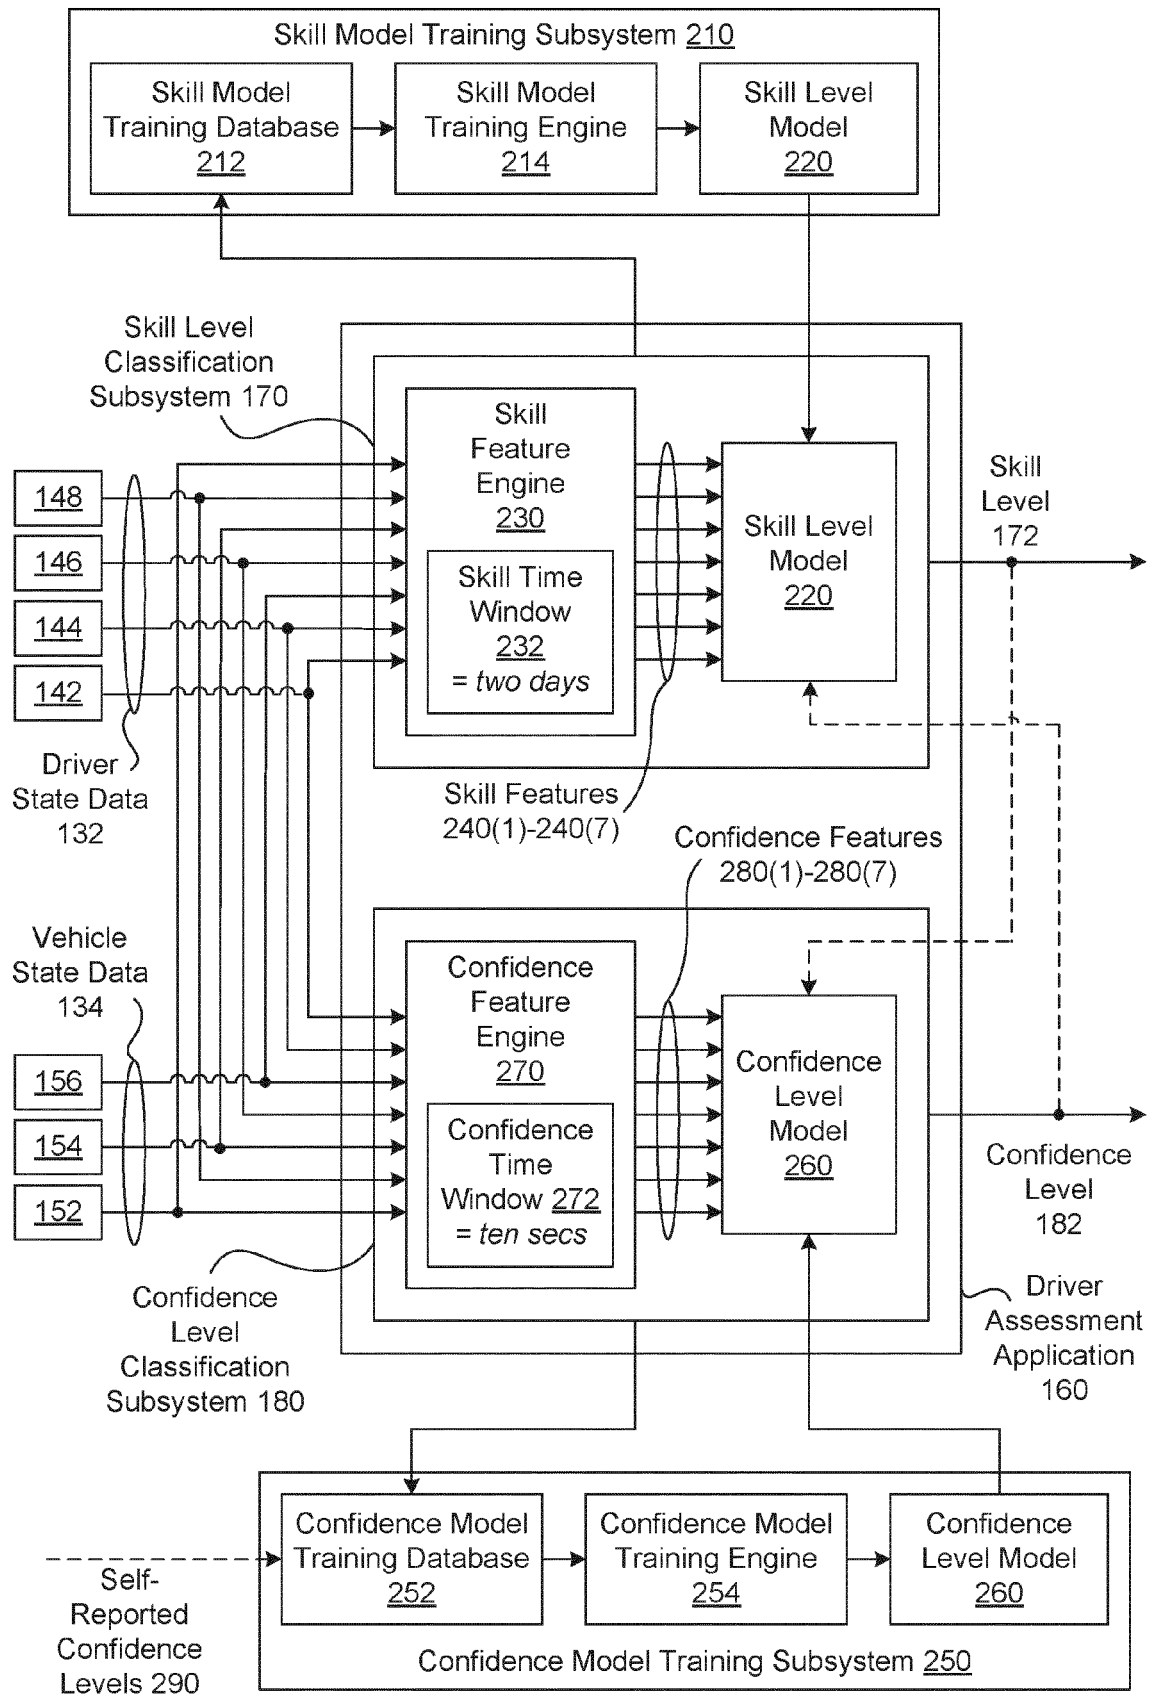 Skill Model Training Subsystem 210
Skill Model
Training Database
212
Skill Model
Training Engine
214
Skill Level
Model
220
Skill Level
Classification
Subsystem 170
Skill
Feature
Engine
230
Skill Time
Window
232
= two days
Skill Level
Model
220
Skill
Level
172
148
146
144
142
Driver
State Data
132
Skill Features
240(1)-240(7)
Confidence Features
280(1)-280(7)
Vehicle
State Data
134
156
154
152
Confidence
Feature
Engine
270
Confidence
Time
Window 272
= ten secs
Confidence
Level
Model
260
Confidence
Level
182
Confidence
Level
Classification
Subsystem 180
Driver
Assessment
Application
160
Confidence Model
Training Database
252
Confidence Model
Training Engine
254
Confidence
Level Model
260
Self-
Reported
Confidence
Levels 290
Confidence Model Training Subsystem 250